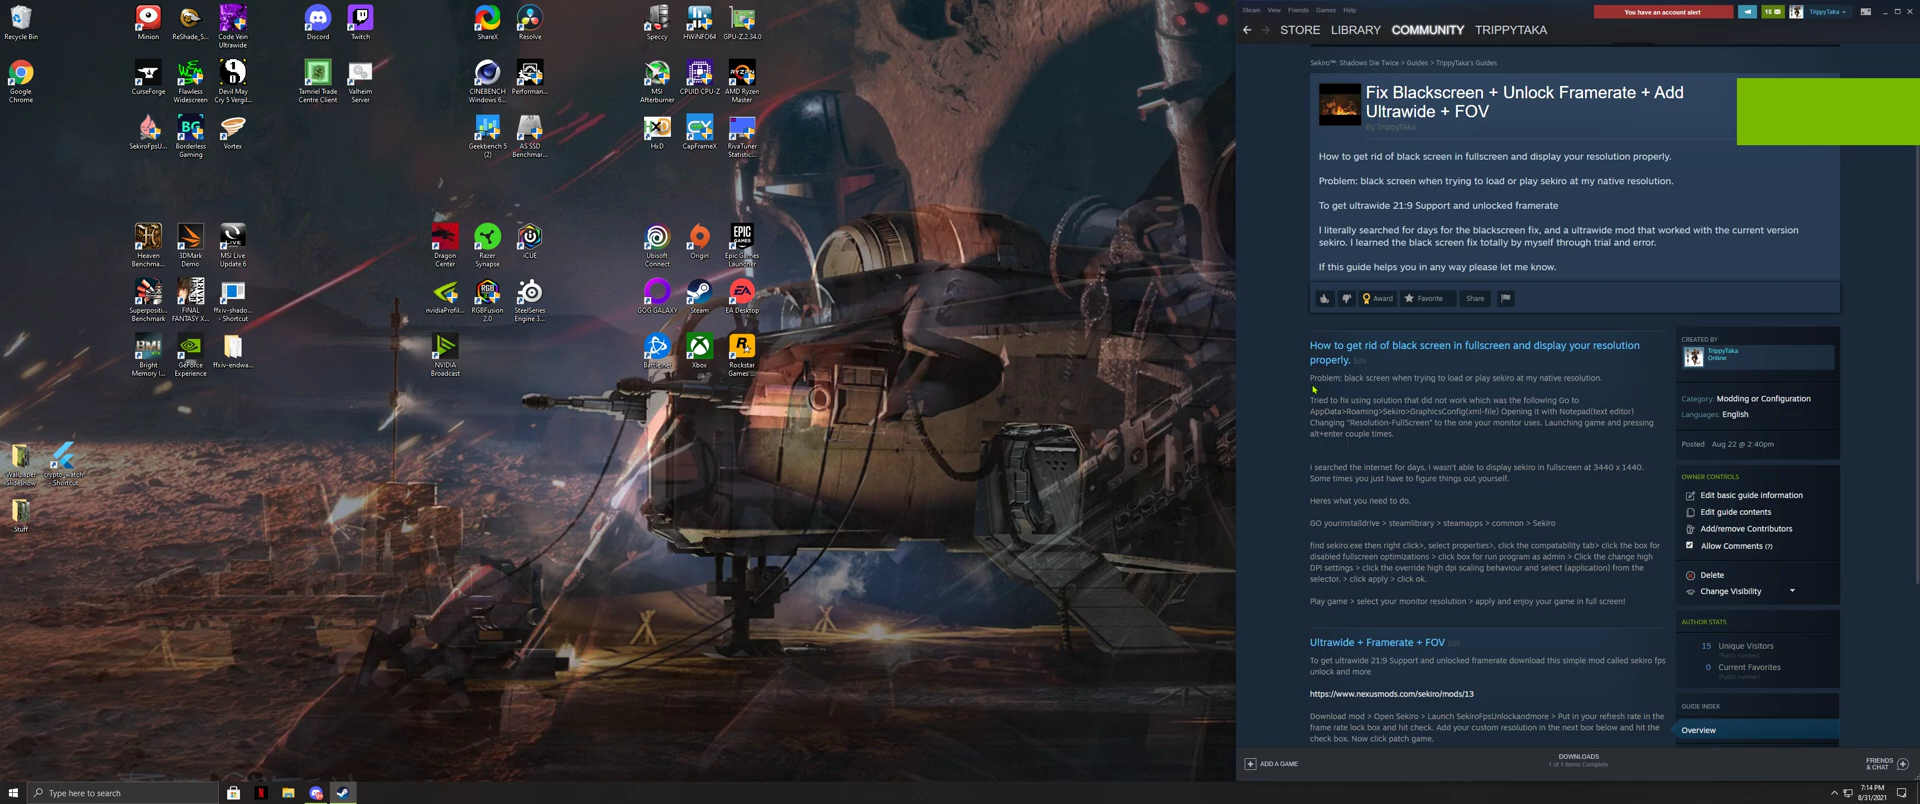 Recycle Bin
Minion
ReShade_S...
Code Vein Ultrawide
Discord
Twitch
ShareX
Resolve
Speccy
HWiNFO64
GPU-Z.2.34.0
Google Chrome
CurseForge
Flawless Widescreen
Devil May Cry 5 Vergil...
Tamriel Trade Centre Client
Valheim Server
CINEBENCH Windows 6...
Performan...
MSI Afterburner
CPUID CPU-Z
AMD Ryzen Master
SekiroFpsU...
Borderless Gaming
Vortex
Geekbench 5 (2)
AS SSD Benchmar...
HxD
CapFrameX
RivaTuner Statistic...
Heaven Benchma...
3DMark Demo
MSI Live Update 6
Dragon Center
Razer Synapse
iCUE
Ubisoft Connect
Origin
Epic Games Launcher
Superpositi... Benchmark
FINAL FANTASY X...
ffxiv-shado... - Shortcut
nvidiaProfil...
RGBFusion 2.0
SteelSeries Engine 3...
GOG GALAXY
Steam
EA Desktop
Bright Memory I...
GeForce Experience
ffxiv-endwa...
NVIDIA Broadcast
Battle.net
Xbox
Rockstar Games ...
Wallpaper Slideshow
crypto_watch - Shortcut
Stuff
Type here to search
Steam View Friends Games Help
You have an account alert
18
TrippyTaka
STORE LIBRARY COMMUNITY TRIPPYTAKA
Sekiro™: Shadows Die Twice > Guides > TrippyTaka's Guides
Fix Blackscreen + Unlock Framerate + Add
Ultrawide + FOV
By TrippyTaka
How to get rid of black screen in fullscreen and display your resolution properly.
Problem: black screen when trying to load or play sekiro at my native resolution.
To get ultrawide 21:9 Support and unlocked framerate
I literally searched for days for the blackscreen fix, and a ultrawide mod that worked with the current version
sekiro. I learned the black screen fix totally by myself through trial and error.
If this guide helps you in any way please let me know.
Award Favorite Share
How to get rid of black screen in fullscreen and display your resolution
properly. Edit
Problem: black screen when trying to load or play sekiro at my native resolution.
Tried to fix using solution that did not work which was the following Go to
AppData>Roaming>Sekiro>GraphicsConfig(xml-file) Opening it with Notepad(text editor)
Changing "Resolution-FullScreen" to the one your monitor uses. Launching game and pressing
alt+enter couple times.
I searched the internet for days, I wasn't able to display sekiro in fullscreen at 3440 x 1440.
Some times you just have to figure things out yourself.
Heres what you need to do.
GO yourinstalldrive > steamlibrary > steamapps > common > Sekiro
find sekiro.exe then right click>, select properties>, click the compatability tab> click the box for
disabled fullscreen optimizations > click box for run program as admin > Click the change high
DPI settings > click the override high dpi scaling behaviour and select (application) from the
selector. > click apply > click ok.
Play game > select your monitor resolution > apply and enjoy your game in full screen!
Ultrawide + Framerate + FOV Edit
To get ultrawide 21:9 Support and unlocked framerate download this simple mod called sekiro fps
unlock and more
https://www.nexusmods.com/sekiro/mods/13
Download mod > Open Sekiro > Launch SekiroFpsUnlockandmore > Put in your refresh rate in the
frame rate lock box and hit check. Add your custom resolution in the next box below and hit the
check box. Now click patch game.
CREATED BY
TrippyTaka
Online
Category: Modding or Configuration
Languages: English
Posted Aug 22 @ 2:40pm
OWNER CONTROLS
Edit basic guide information
Edit guide contents
Add/remove Contributors
Allow Comments (?)
Delete
Change Visibility
AUTHOR STATS
15 Unique Visitors
(Public number)
0 Current Favorites
(Public number)
GUIDE INDEX
Overview
ADD A GAME
DOWNLOADS
1 of 1 Items Complete
FRIENDS
& CHAT
7:14 PM
8/31/2021